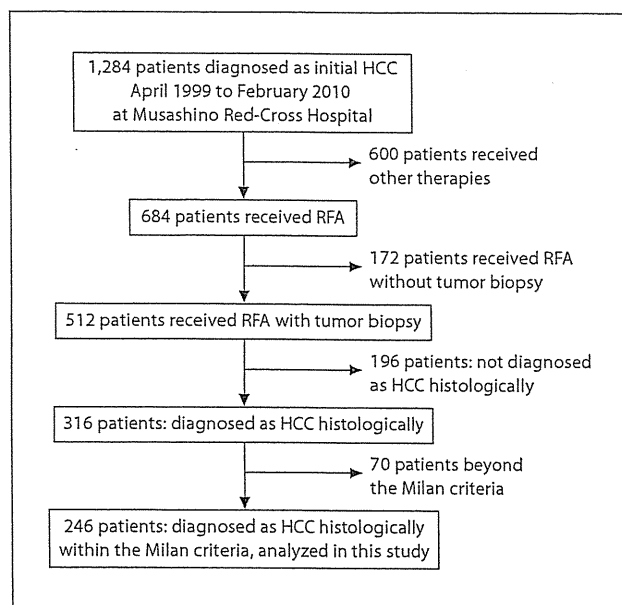 1,284 patients diagnosed as initial HCC
April 1999 to February 2010
at Musashino Red-Cross Hospital
600 patients received
other therapies
684 patients received RFA
172 patients received RFA
without tumor biopsy
512 patients received RFA with tumor biopsy
196 patients: not diagnosed
as HCC histologically
316 patients: diagnosed as HCC histologically
70 patients beyond
the Milan criteria
246 patients: diagnosed as HCC histologically
within the Milan criteria, analyzed in this study